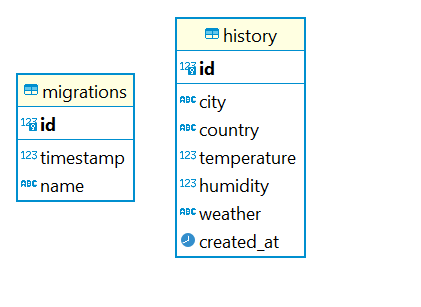 migrations
123 id
123 timestamp
ABC name
history
123 id
ABC city
ABC country
123 temperature
123 humidity
ABC weather
created_at